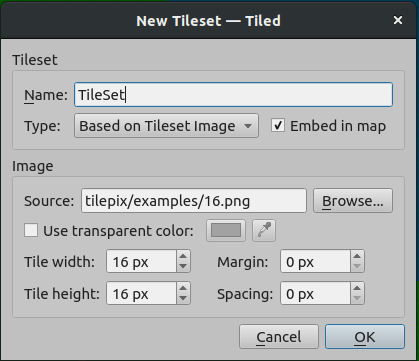 New Tileset — Tiled
Tileset
Name: TileSet
Type: Based on Tileset Image Embed in map
Image
Source: tilepix/examples/16.png Browse...
Use transparent color:
Tile width: 16 px Margin: 0 px
Tile height: 16 px Spacing: 0 px
Cancel OK